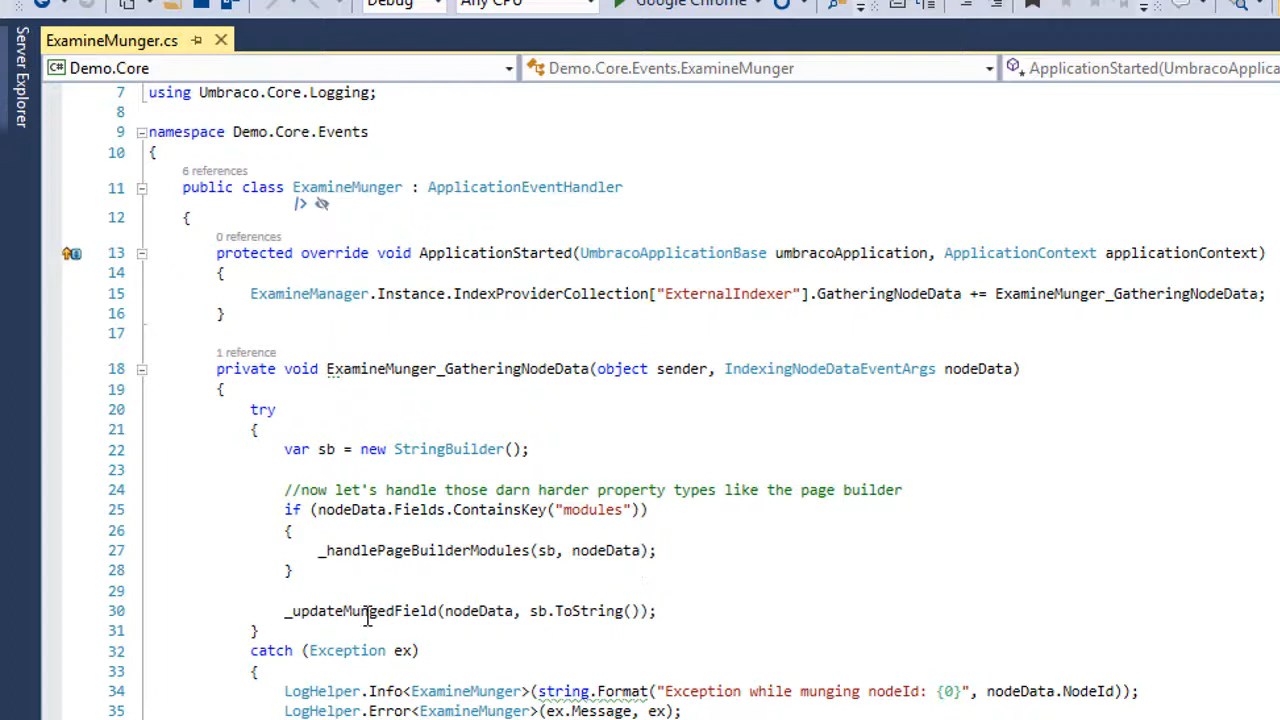 Debug Any CPU Google Chrome
Server Explorer
ExamineMunger.cs
C# Demo.Core Demo.Core.Events.ExamineMunger ApplicationStarted(UmbracoApplica
7 using Umbraco.Core.Logging;
8
9 namespace Demo.Core.Events
10 {
6 references
11 public class ExamineMunger : ApplicationEventHandler
12 {
0 references
13 protected override void ApplicationStarted(UmbracoApplicationBase umbracoApplication, ApplicationContext applicationContext)
14 {
15 ExamineManager.Instance.IndexProviderCollection["ExternalIndexer"].GatheringNodeData += ExamineMunger_GatheringNodeData;
16 }
17
1 reference
18 private void ExamineMunger_GatheringNodeData(object sender, IndexingNodeDataEventArgs nodeData)
19 {
20 try
21 {
22 var sb = new StringBuilder();
23
24 //now let's handle those darn harder property types like the page builder
25 if (nodeData.Fields.ContainsKey("modules"))
26 {
27 _handlePageBuilderModules(sb, nodeData);
28 }
29
30 _updateMungedField(nodeData, sb.ToString());
31 }
32 catch (Exception ex)
33 {
34 LogHelper.Info<ExamineMunger>(string.Format("Exception while munging nodeId: {0}", nodeData.NodeId));
35 LogHelper.Error<ExamineMunger>(ex.Message, ex);